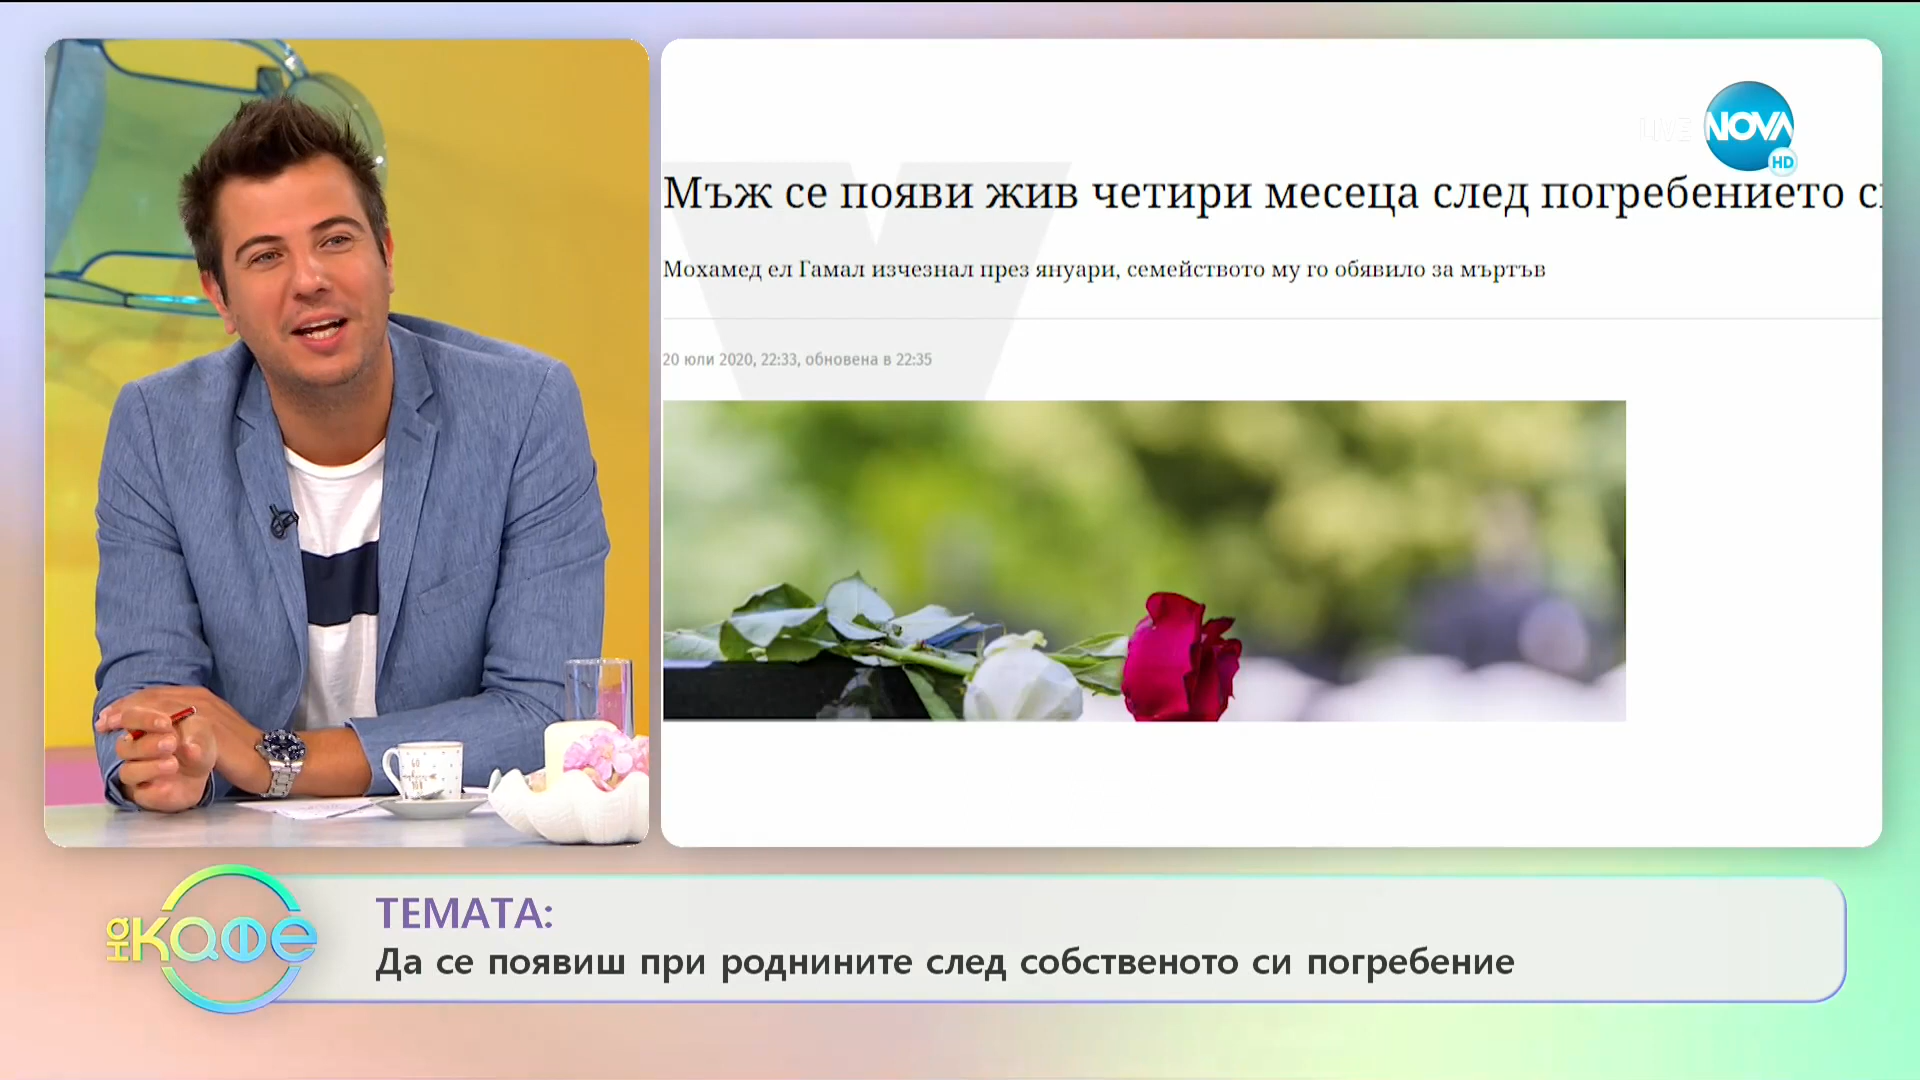 LIVE
NOVA
HD
Мъж се появи жив четири месеца след погребението
Мохамед ел Гамал изчезнал през януари, семейството му го обявило за мъртъв
20 юли 2020, 22:33, обновена в 22:35
на кафе
ТЕМАТА:
Да се появиш при роднините след собственото си погребение